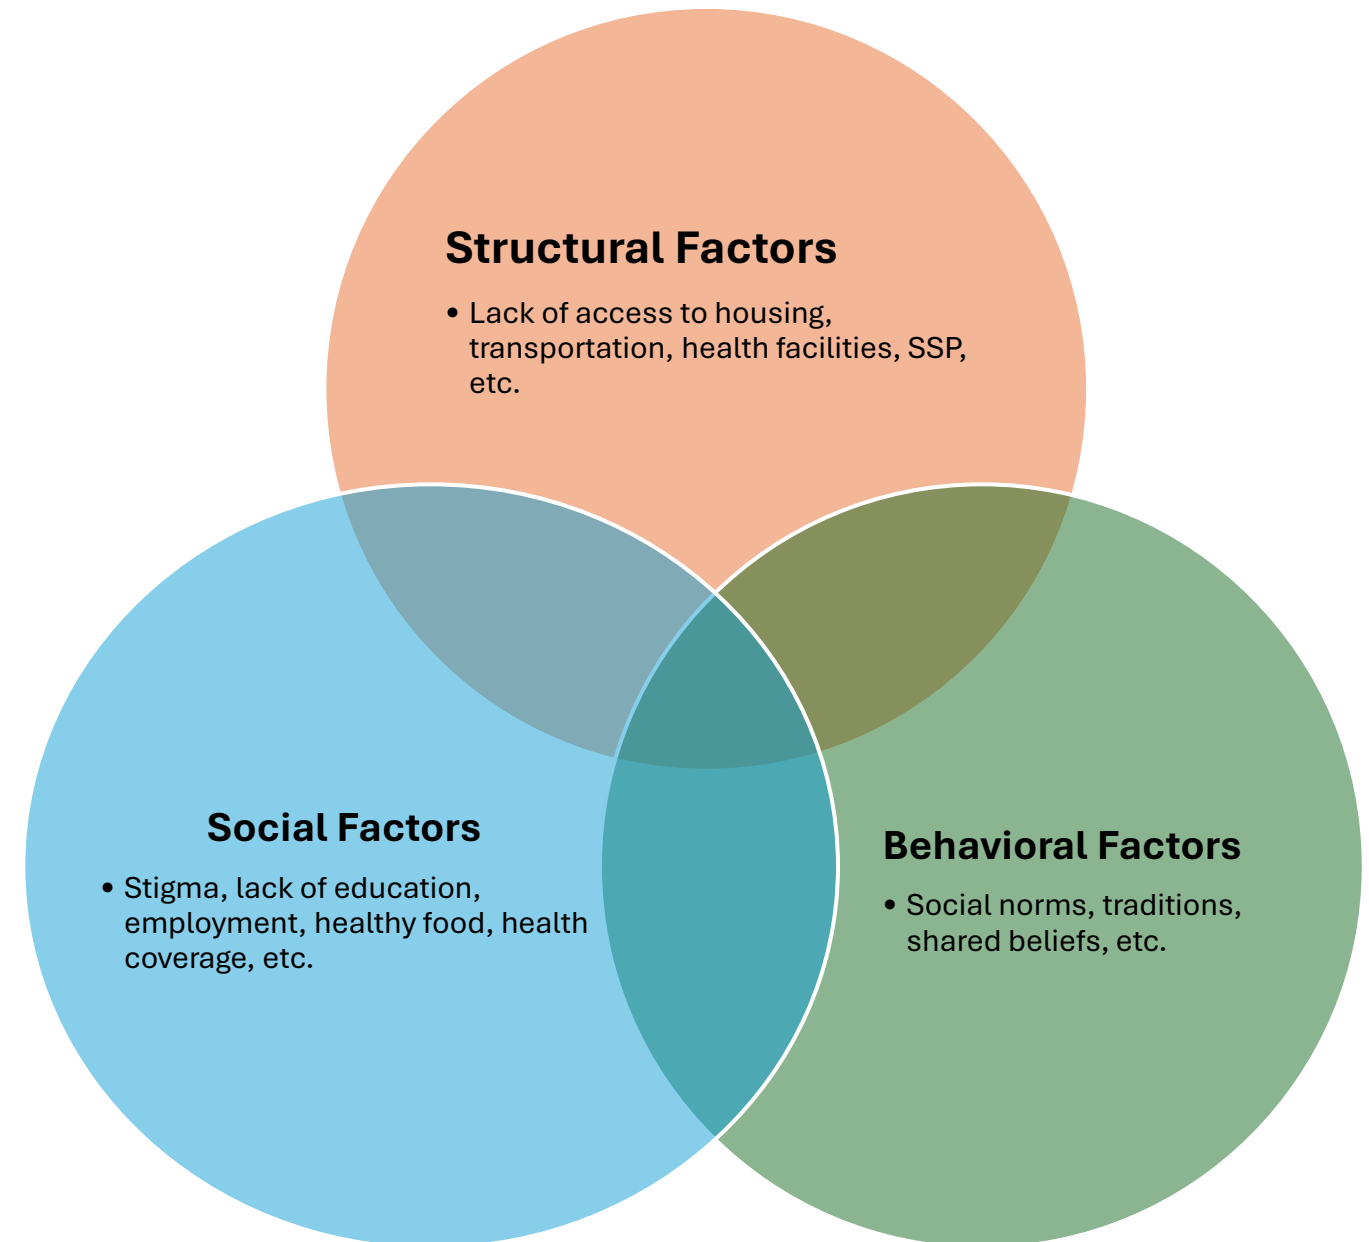 Structural Factors
• Lack of access to housing,
transportation, health facilities, SSP,
etc.
Social Factors
• Stigma, lack of education,
employment, healthy food, health
coverage, etc.
Behavioral Factors
• Social norms, traditions,
shared beliefs, etc.